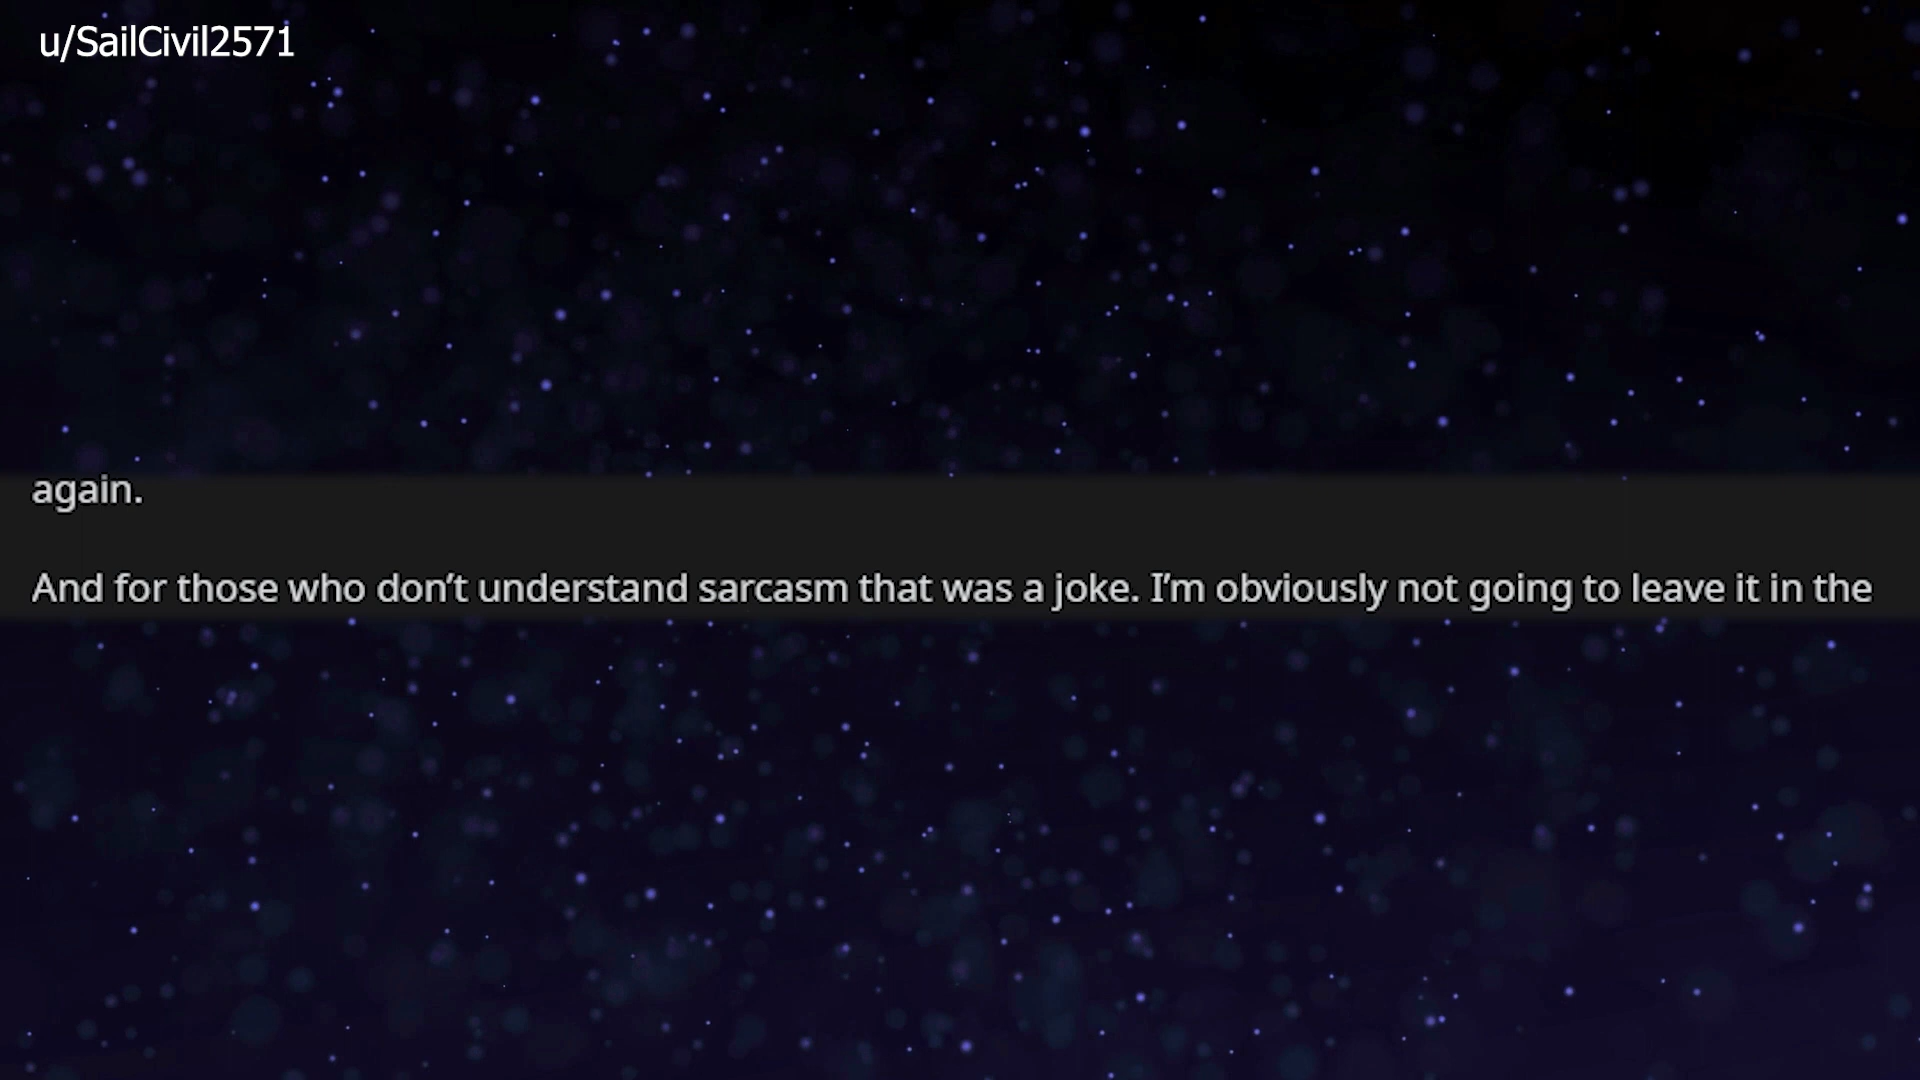 u/SailCivil2571
again.
And for those who don’t understand sarcasm that was a joke. I’m obviously not going to leave it in the